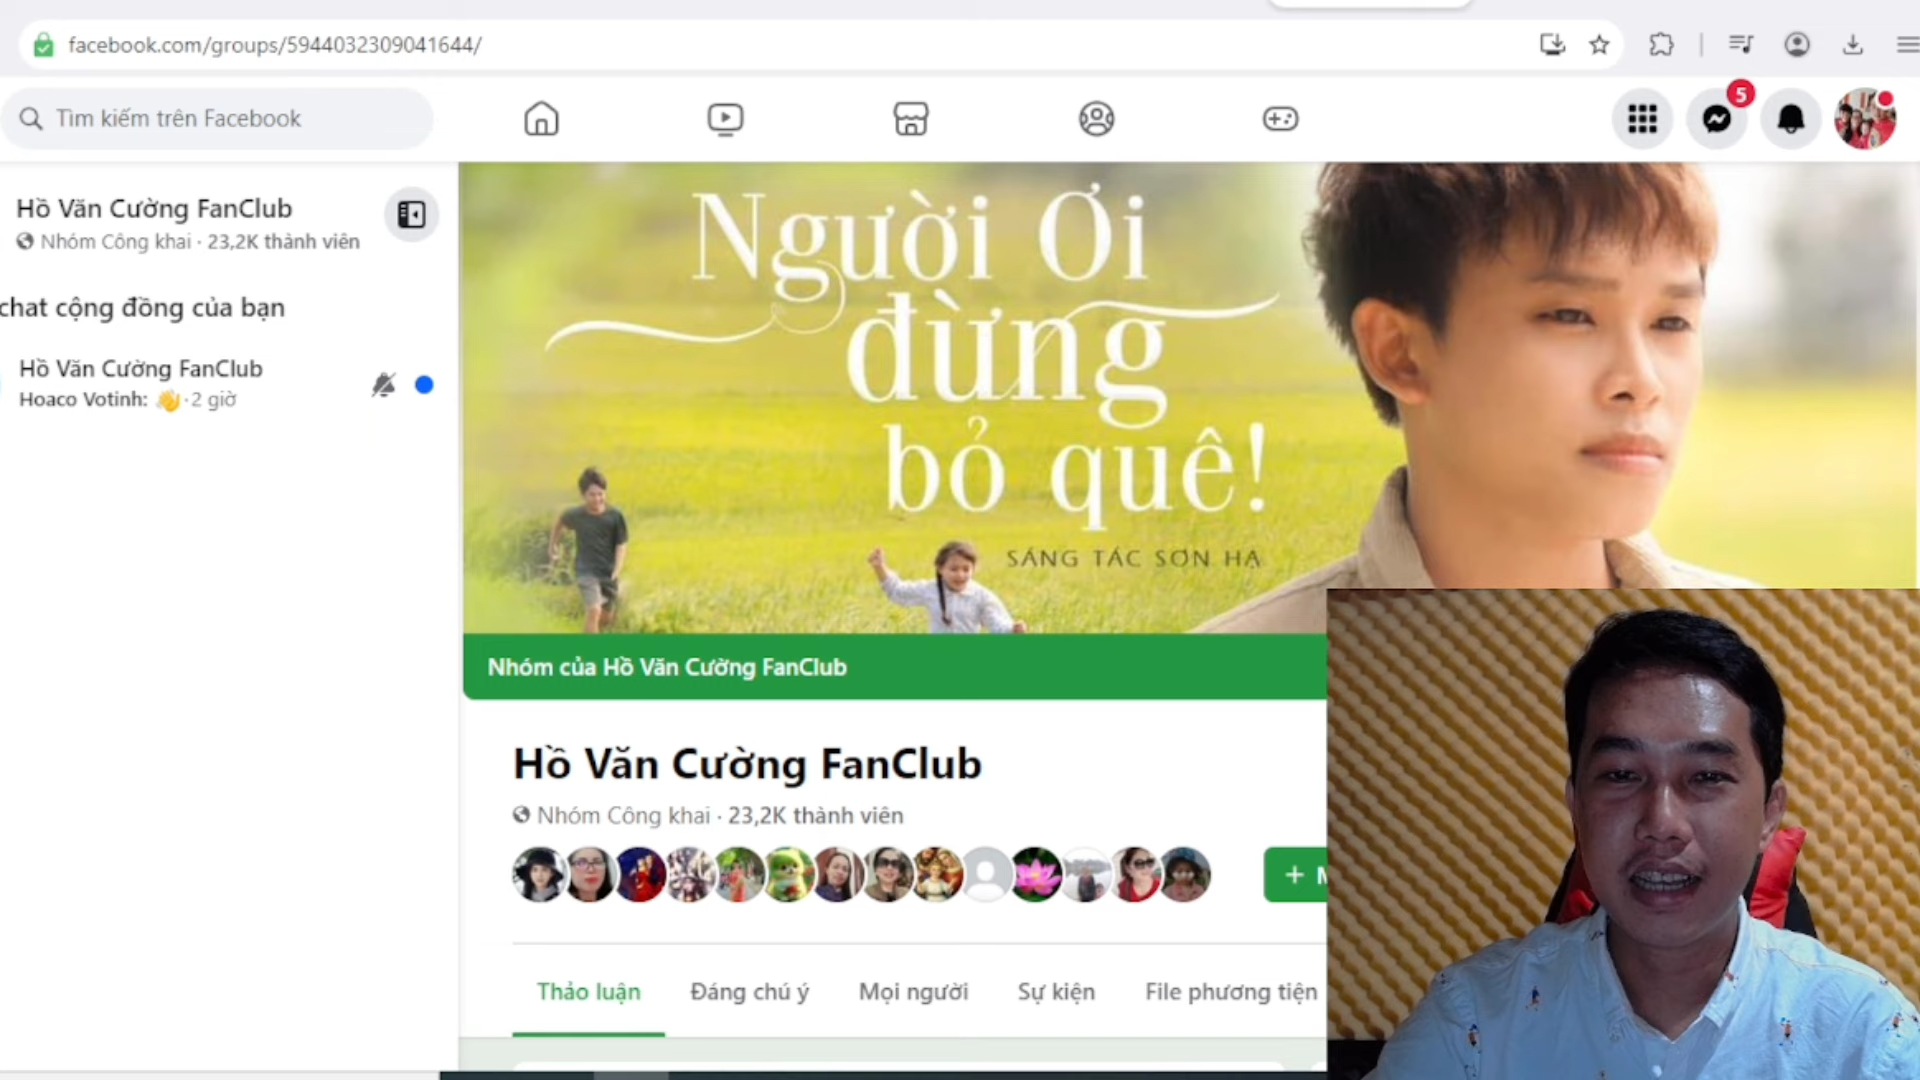 facebook.com/groups/5944032309041644/
Tìm kiếm trên Facebook
5
Hồ Văn Cường FanClub
Nhóm Công khai · 23,2K thành viên
chat cộng đồng của bạn
Hồ Văn Cường FanClub
Hoaco Votinh: 👋 · 2 giờ
Người Ơi
đừng
bỏ quê!
SÁNG TÁC SƠN HẠ
Nhóm của Hồ Văn Cường FanClub
Hồ Văn Cường FanClub
Nhóm Công khai · 23,2K thành viên
+
Thảo luận
Đáng chú ý
Mọi người
Sự kiện
File phương tiện